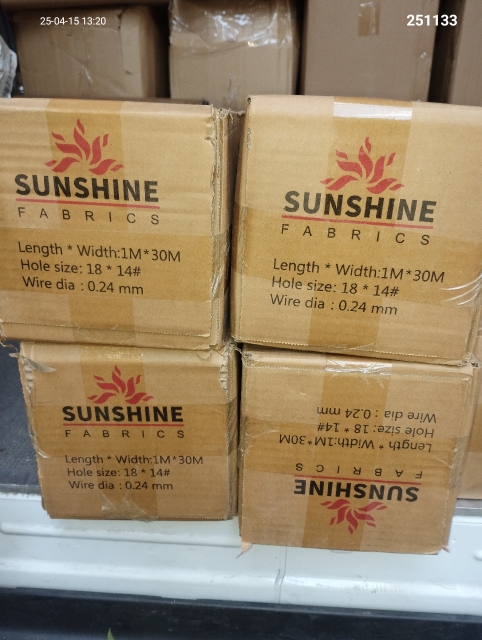 25-04-15 13:20
251133
SUNSHINE
FABRICS
Length * Width:1M*30M
Hole size: 18 * 14#
Wire dia : 0.24 mm
SUNSHINE
FABRICS
Length * Width:1M*30M
Hole size: 18 * 14#
Wire dia : 0.24 mm
SUNSHINE
FABRICS
Length * Width:1M*30M
Hole size: 18 * 14#
Wire dia : 0.24 mm
SUNSHINE
FABRICS
Length * Width:1M*30M
Hole size: 18 * 14#
Wire dia : 0.24 mm